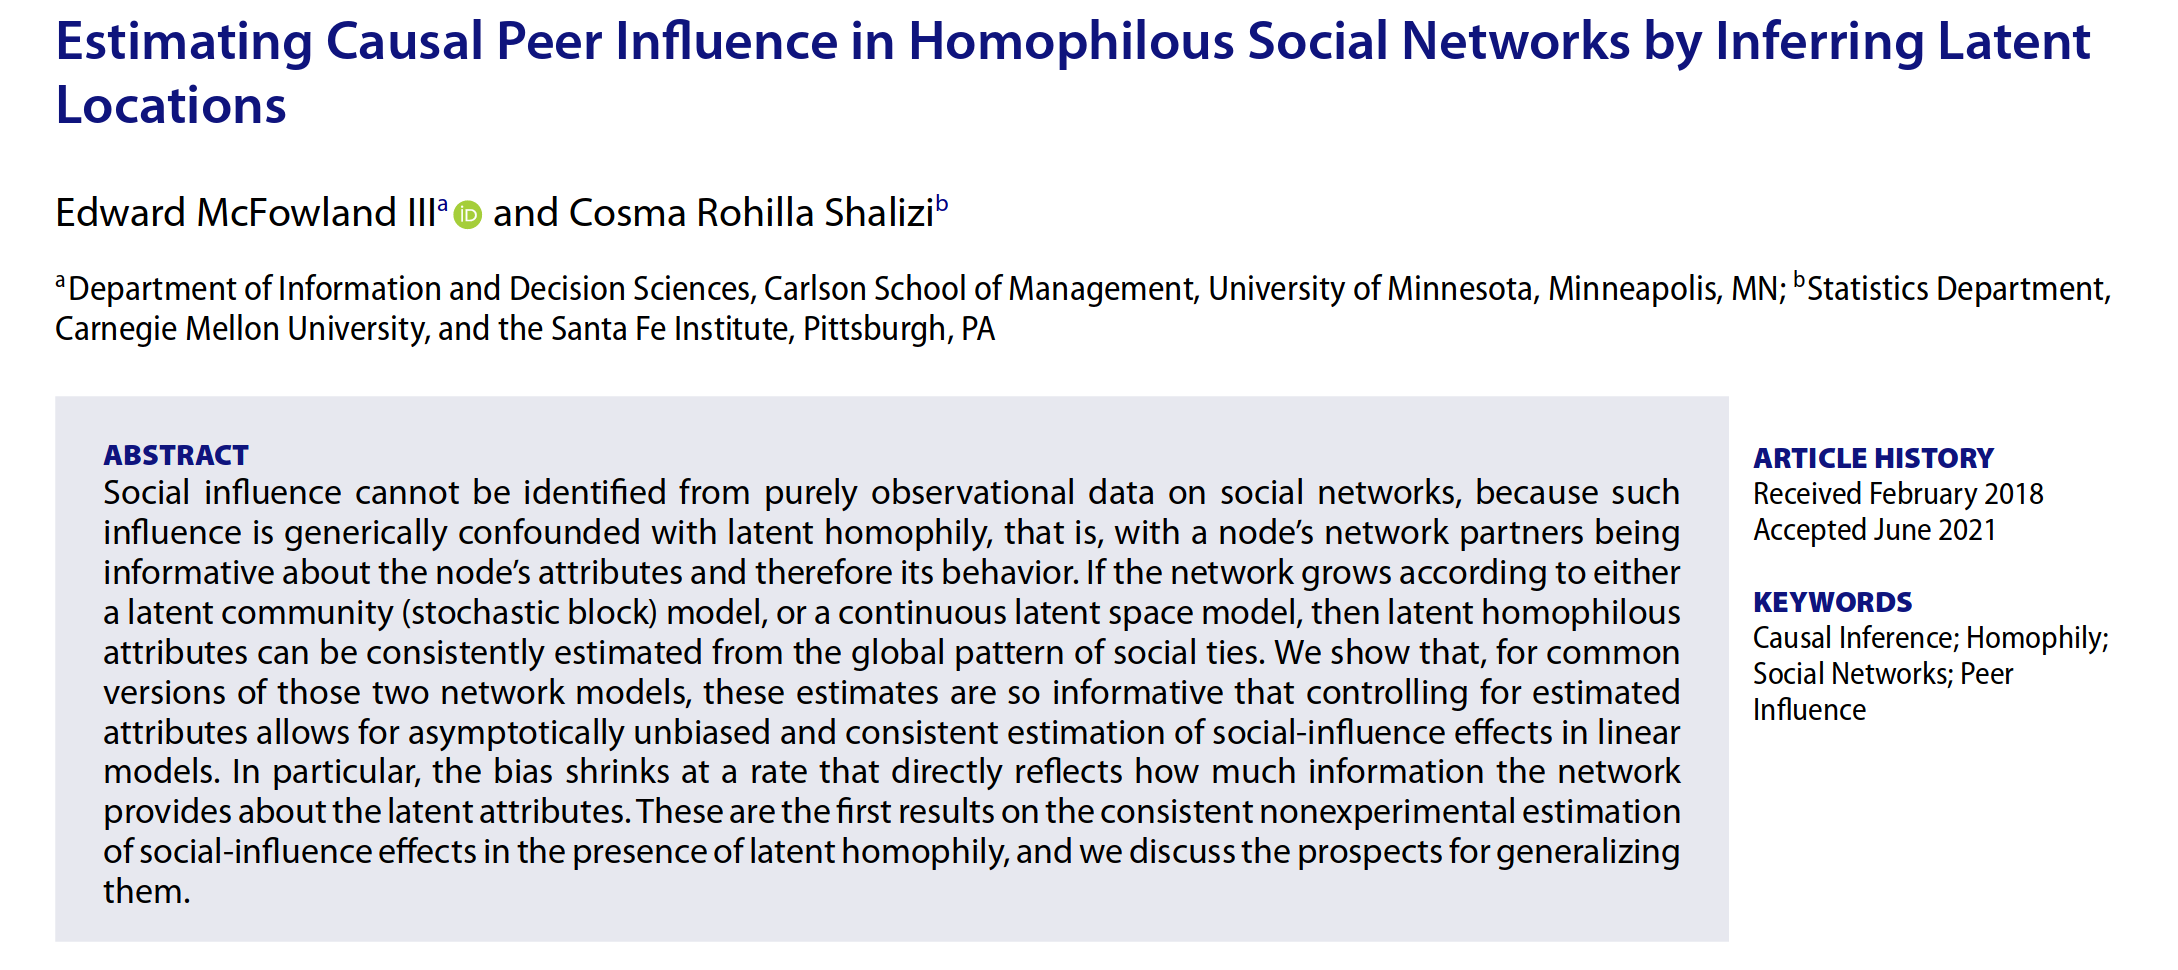 Estimating Causal Peer Influence in Homophilous Social Networks by Inferring Latent
Locations
Edward McFowland IIIa iD and Cosma Rohilla Shalizib
aDepartment of Information and Decision Sciences, Carlson School of Management, University of Minnesota, Minneapolis, MN; bStatistics Department,
Carnegie Mellon University, and the Santa Fe Institute, Pittsburgh, PA
ABSTRACT
Social influence cannot be identified from purely observational data on social networks, because such
influence is generically confounded with latent homophily, that is, with a node’s network partners being
informative about the node’s attributes and therefore its behavior. If the network grows according to either
a latent community (stochastic block) model, or a continuous latent space model, then latent homophilous
attributes can be consistently estimated from the global pattern of social ties. We show that, for common
versions of those two network models, these estimates are so informative that controlling for estimated
attributes allows for asymptotically unbiased and consistent estimation of social-influence effects in linear
models. In particular, the bias shrinks at a rate that directly reflects how much information the network
provides about the latent attributes. These are the first results on the consistent nonexperimental estimation
of social-influence effects in the presence of latent homophily, and we discuss the prospects for generalizing
them.
ARTICLE HISTORY
Received February 2018
Accepted June 2021
KEYWORDS
Causal Inference; Homophily;
Social Networks; Peer
Influence